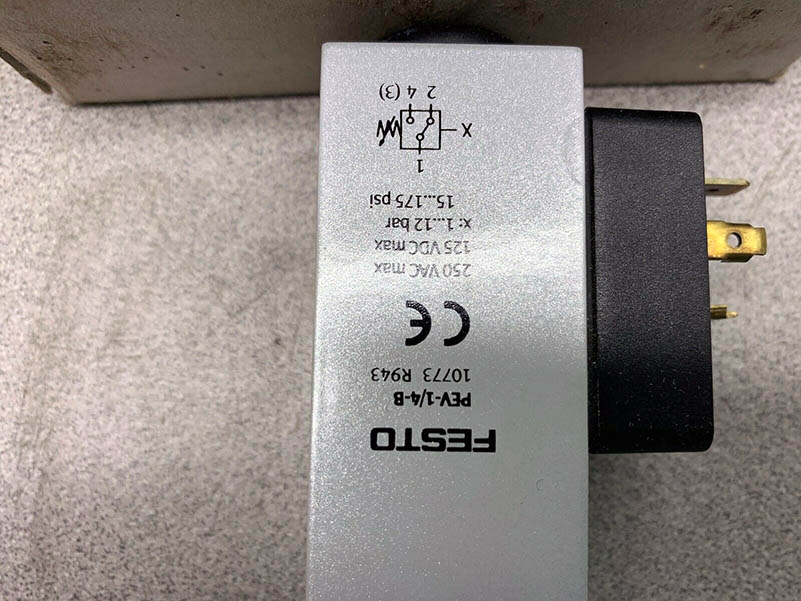 FESTO
PEV-1/4-B
10773 R943
CE
250 VAC max
125 VDC max
x: 1...12 bar
15...175 psi
1
X
2 4 (3)